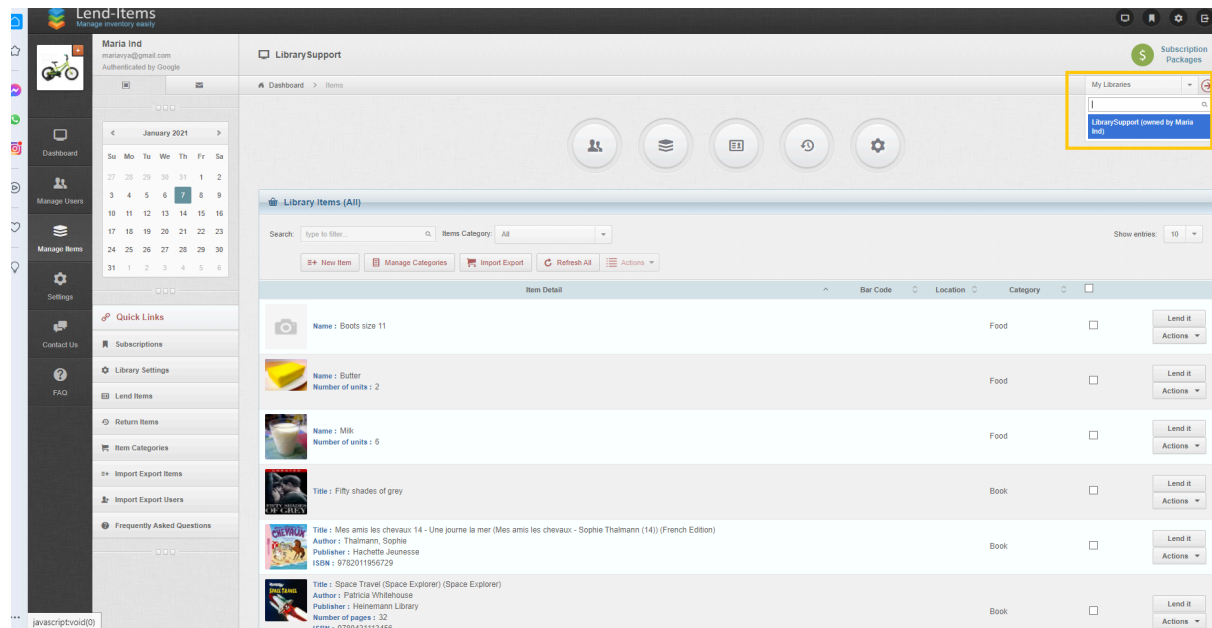 Lend-Items
Manage inventory easily
Maria Ind
mariavya@gmail.com
Authenticated by Google
LibrarySupport
Subscription
Packages
Dashboard > Items
My Libraries
LibrarySupport (owned by Maria
Ind)
Dashboard
Manage Users
Manage Items
Settings
Contact Us
FAQ
January 2021
Su Mo Tu We Th Fr Sa
27 28 29 30 31 1 2
3 4 5 6 7 8 9
10 11 12 13 14 15 16
17 18 19 20 21 22 23
24 25 26 27 28 29 30
31 1 2 3 4 5 6
Quick Links
Subscriptions
Library Settings
Lend Items
Return Items
Item Categories
Import Export Items
Import Export Users
Frequently Asked Questions
Library Items (All)
Search: type to filter... Items Category: All Show entries: 10
New Item Manage Categories Import Export Refresh All Actions
Item Detail Bar Code Location Category
Name : Boots size 11 Food Lend it
Actions
Name : Butter
Number of units : 2 Food Lend it
Actions
Name : Milk
Number of units : 6 Food Lend it
Actions
FIFTY SHADES
OF GREY
Title : Fifty shades of grey Book Lend it
Actions
CHEVAUX
Title : Mes amis les chevaux 14 - Une journe la mer (Mes amis les chevaux - Sophie Thalmann (14)) (French Edition)
Author : Thalmann, Sophie
Publisher : Hachette Jeunesse
ISBN : 9782011956729
Book Lend it
Actions
SPACE TRAVEL
Title : Space Travel (Space Explorer) (Space Explorer)
Author : Patricia Whitehouse
Publisher : Heinemann Library
Number of pages : 32
Book Lend it
Actions
javascript:void(0)